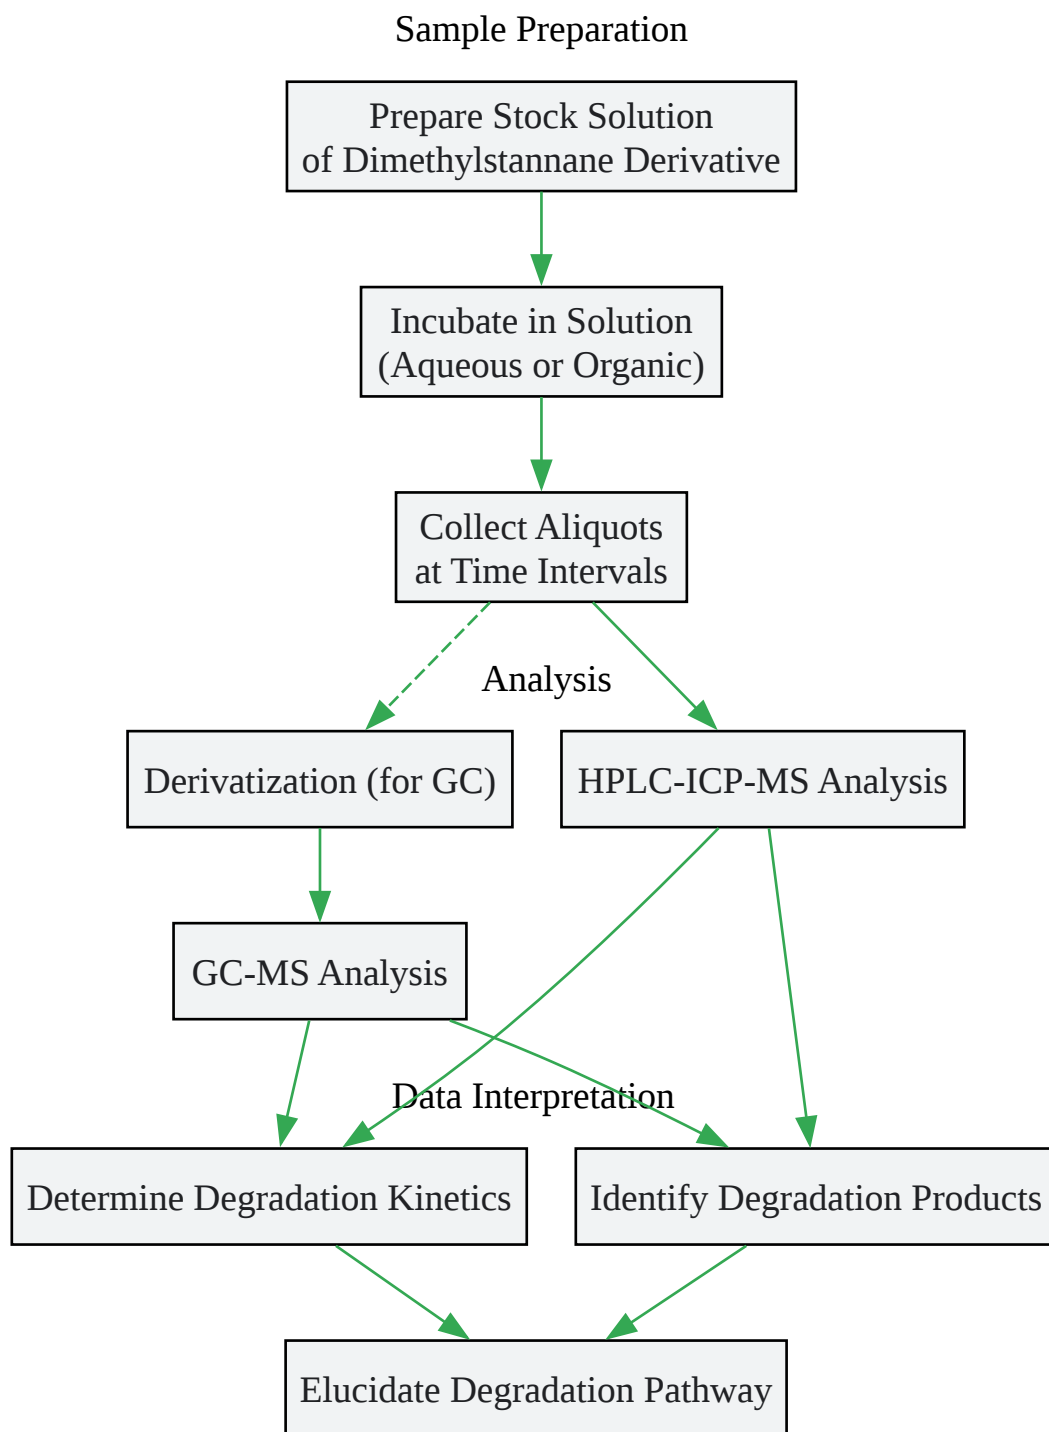 Sample Preparation
Prepare Stock Solution
of Dimethylstannane Derivative
Incubate in Solution
(Aqueous or Organic)
Collect Aliquots
at Time Intervals
Analysis
Derivatization (for GC)
HPLC-ICP-MS Analysis
GC-MS Analysis
Data Interpretation
Determine Degradation Kinetics
Identify Degradation Products
Elucidate Degradation Pathway